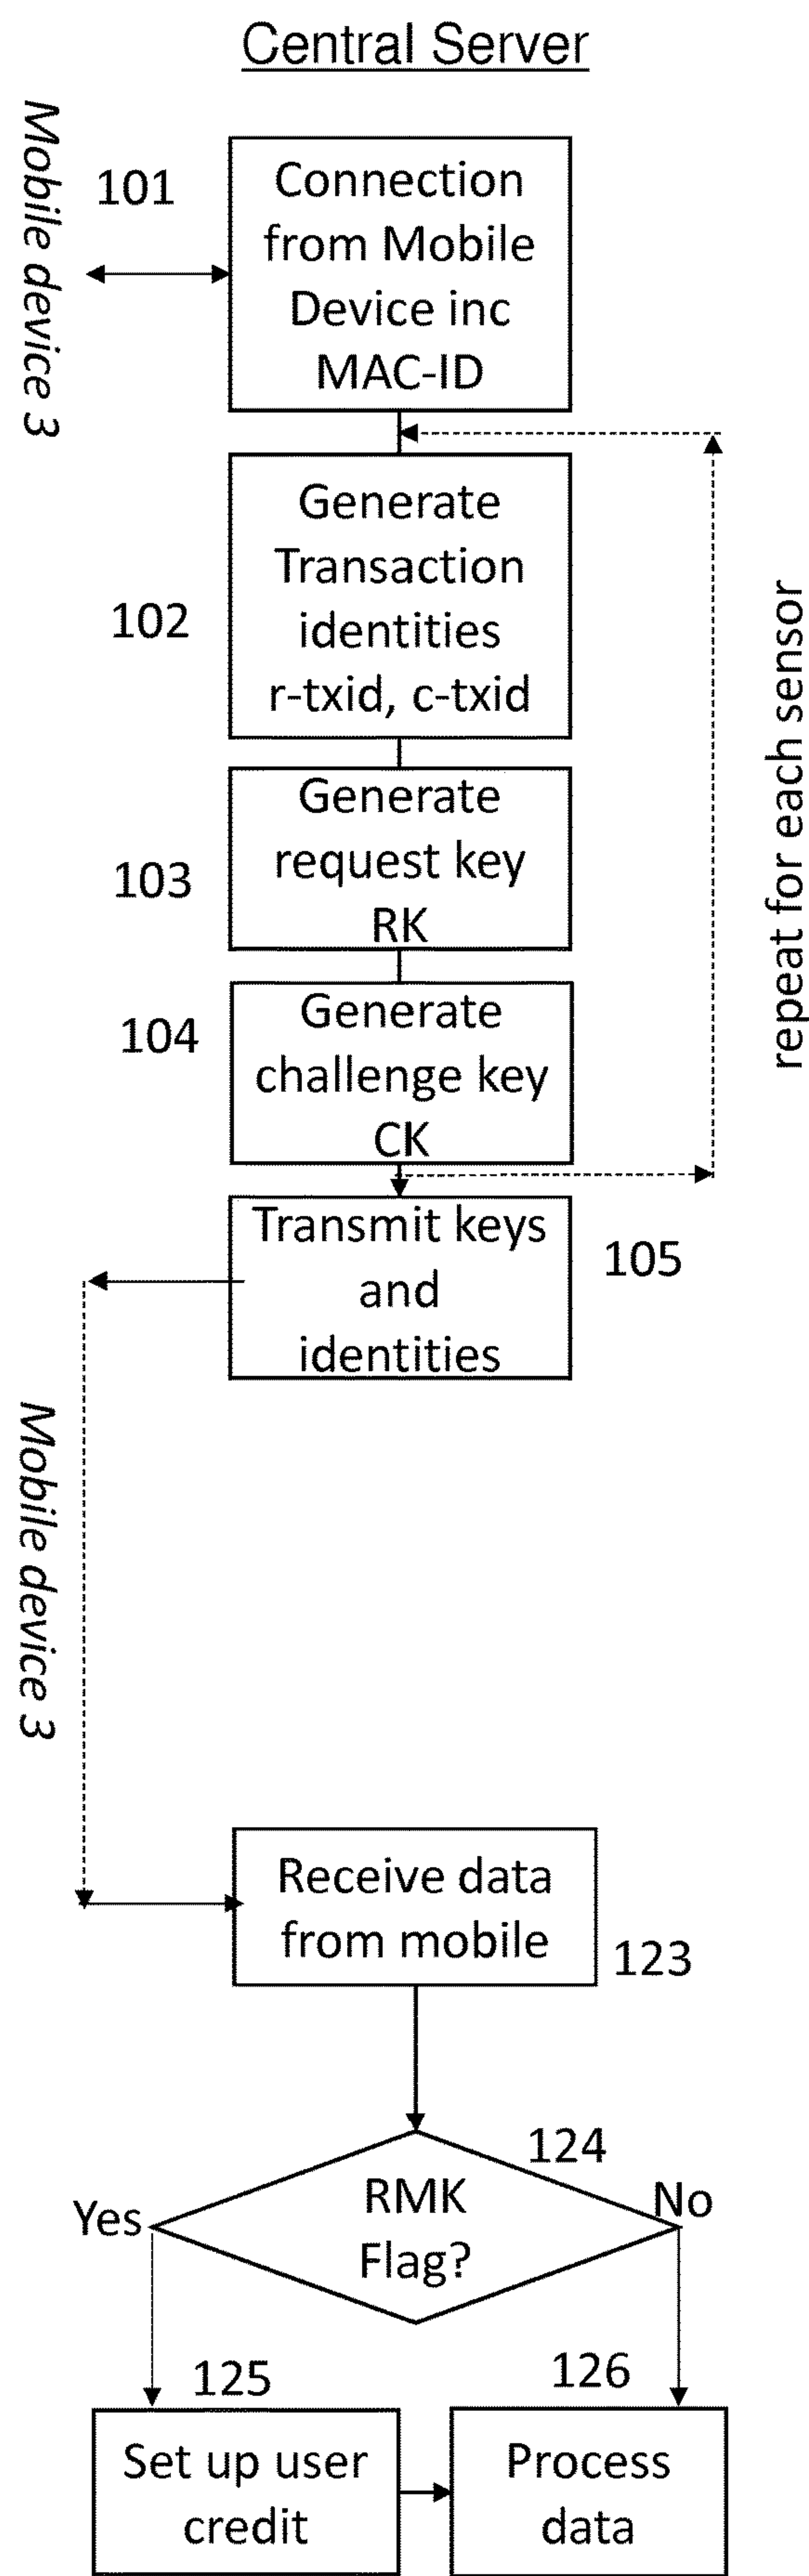 Central Server
Mobile device 3
101
Connection
from Mobile
Device inc
MAC-ID
102
Generate
Transaction
identities
r-txid, c-txid
repeat for each sensor
103
Generate
request key
RK
104
Generate
challenge key
CK
Transmit keys
and
identities
105
Mobile device 3
Receive data
from mobile
123
124
RMK
Flag?
Yes
No
125
126
Set up user
credit
Process
data